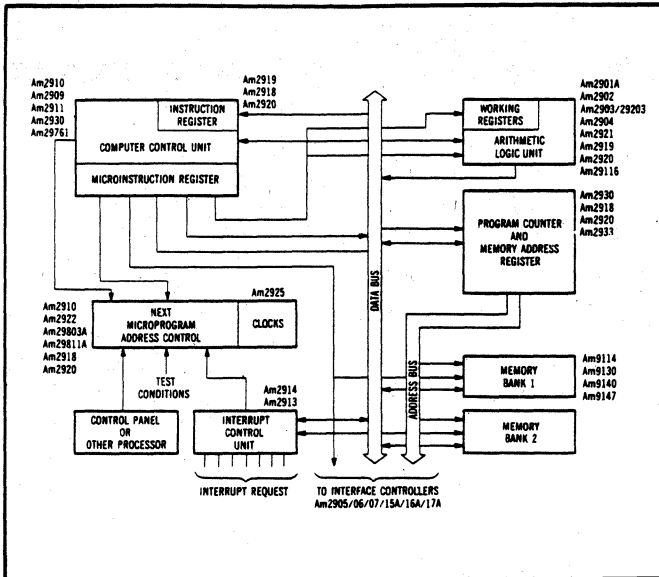 Am2910
Am2909
Am2911
Am2930
Am29761
Am2919
Am2918
Am2920
INSTRUCTION
REGISTER
COMPUTER CONTROL UNIT
MICROINSTRUCTION REGISTER
WORKING
REGISTERS
ARITHMETIC
LOGIC UNIT
Am2901A
Am2902
Am2903/29203
Am2904
Am2921
Am2919
Am2920
Am29116
PROGRAM COUNTER
AND
MEMORY ADDRESS
REGISTER
Am2930
Am2918
Am2920
Am2933
DATA BUS
ADDRESS BUS
Am2910
Am2922
Am29803A
Am29811A
Am2918
Am2920
NEXT
MICROPROGRAM
ADDRESS CONTROL
Am2925
CLOCKS
TEST
CONDITIONS
Am2914
Am2913
CONTROL PANEL
OR
OTHER PROCESSOR
INTERRUPT
CONTROL
UNIT
MEMORY
BANK 1
Am9114
Am9130
Am9140
Am9147
MEMORY
BANK 2
INTERRUPT REQUEST
TO INTERFACE CONTROLLERS
Am2905/06/07/15A/16A/17A